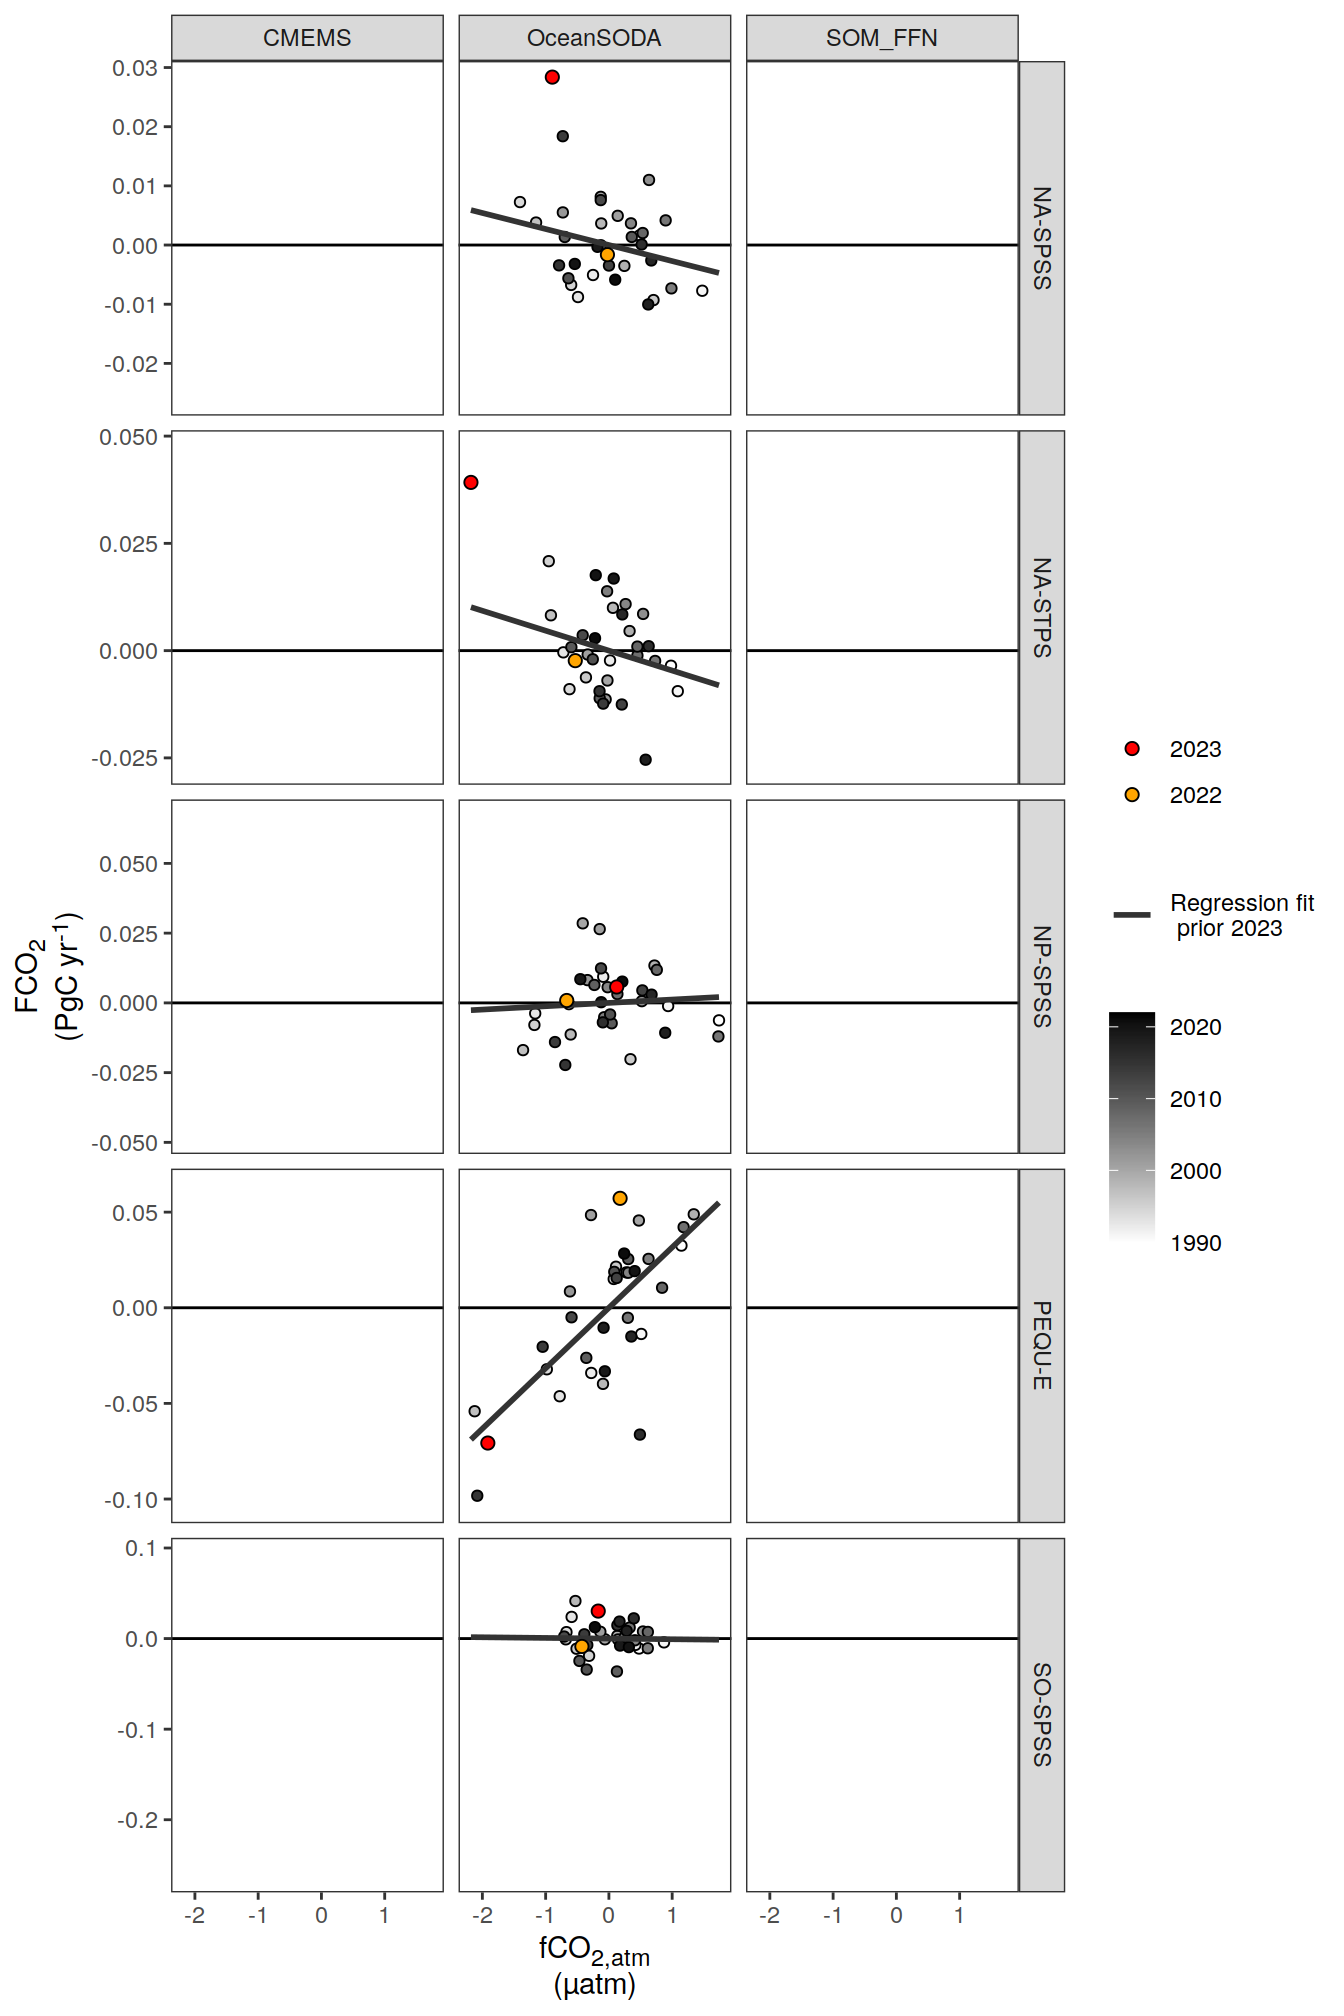 CMEMS
OceanSODA
SOM_FFN
0.03
0.02
0.01
0.00
-0.01
-0.02
NA-SPSS
0.050
0.025
0.000
-0.025
NA-STPS
0.050
0.025
0.000
-0.025
-0.050
NP-SPSS
0.05
0.00
-0.05
-0.10
PEQU-E
0.1
0.0
-0.1
-0.2
SO-SPSS
-2 -1 0 1
-2 -1 0 1
-2 -1 0 1
fCO2,atm
(µatm)
FCO2
(PgC yr-1)
2023
2022
Regression fit
prior 2023
2020
2010
2000
1990